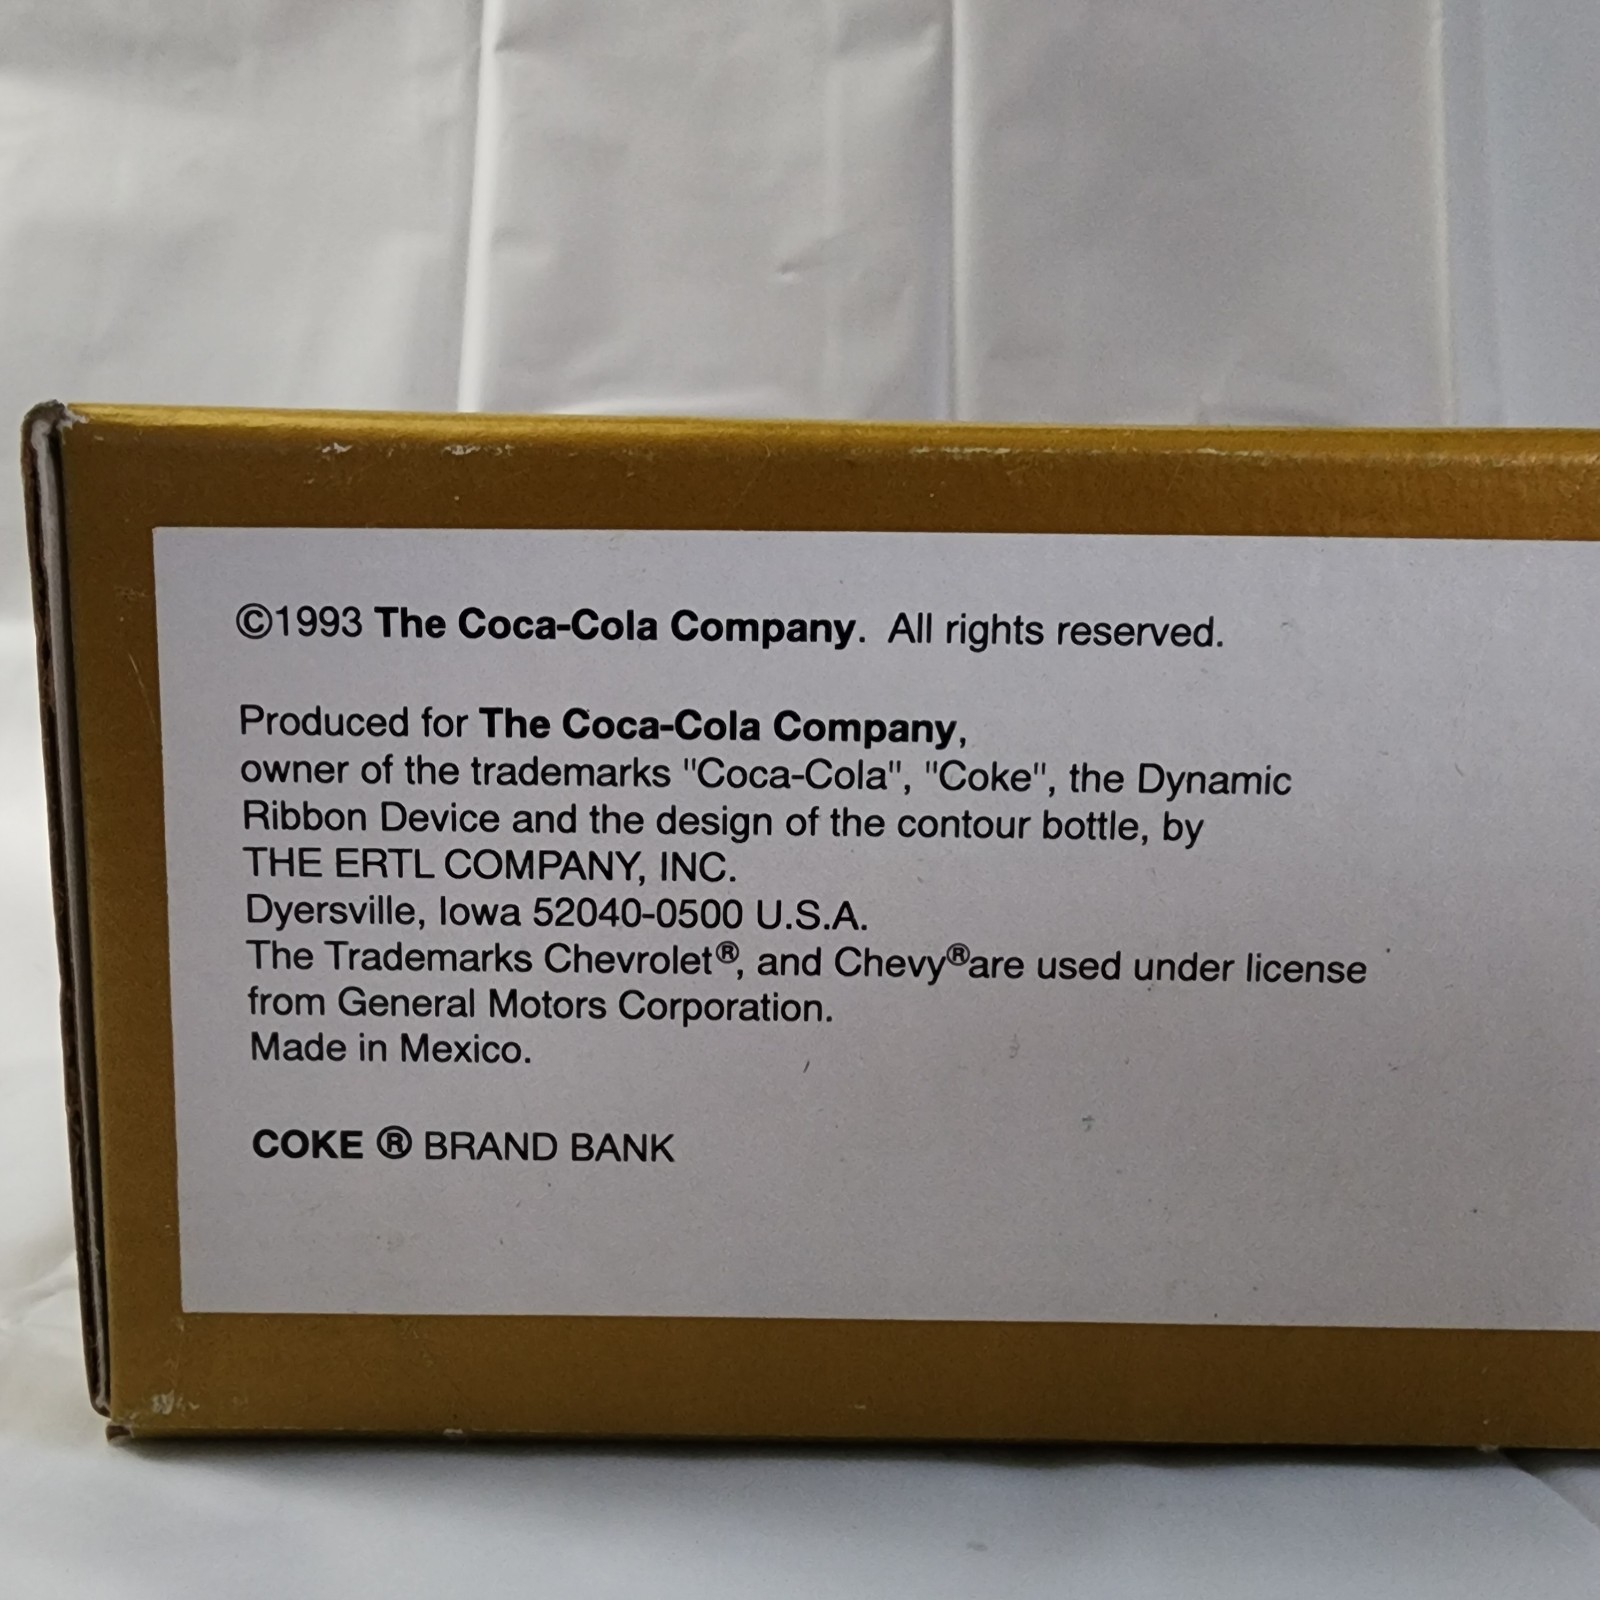 ©1993 The Coca-Cola Company. All rights reserved.
Produced for The Coca-Cola Company,
owner of the trademarks "Coca-Cola", "Coke", the Dynamic
Ribbon Device and the design of the contour bottle, by
THE ERTL COMPANY, INC.
Dyersville, Iowa 52040-0500 U.S.A.
The Trademarks Chevrolet®, and Chevy®are used under license
from General Motors Corporation.
Made in Mexico.
COKE ® BRAND BANK